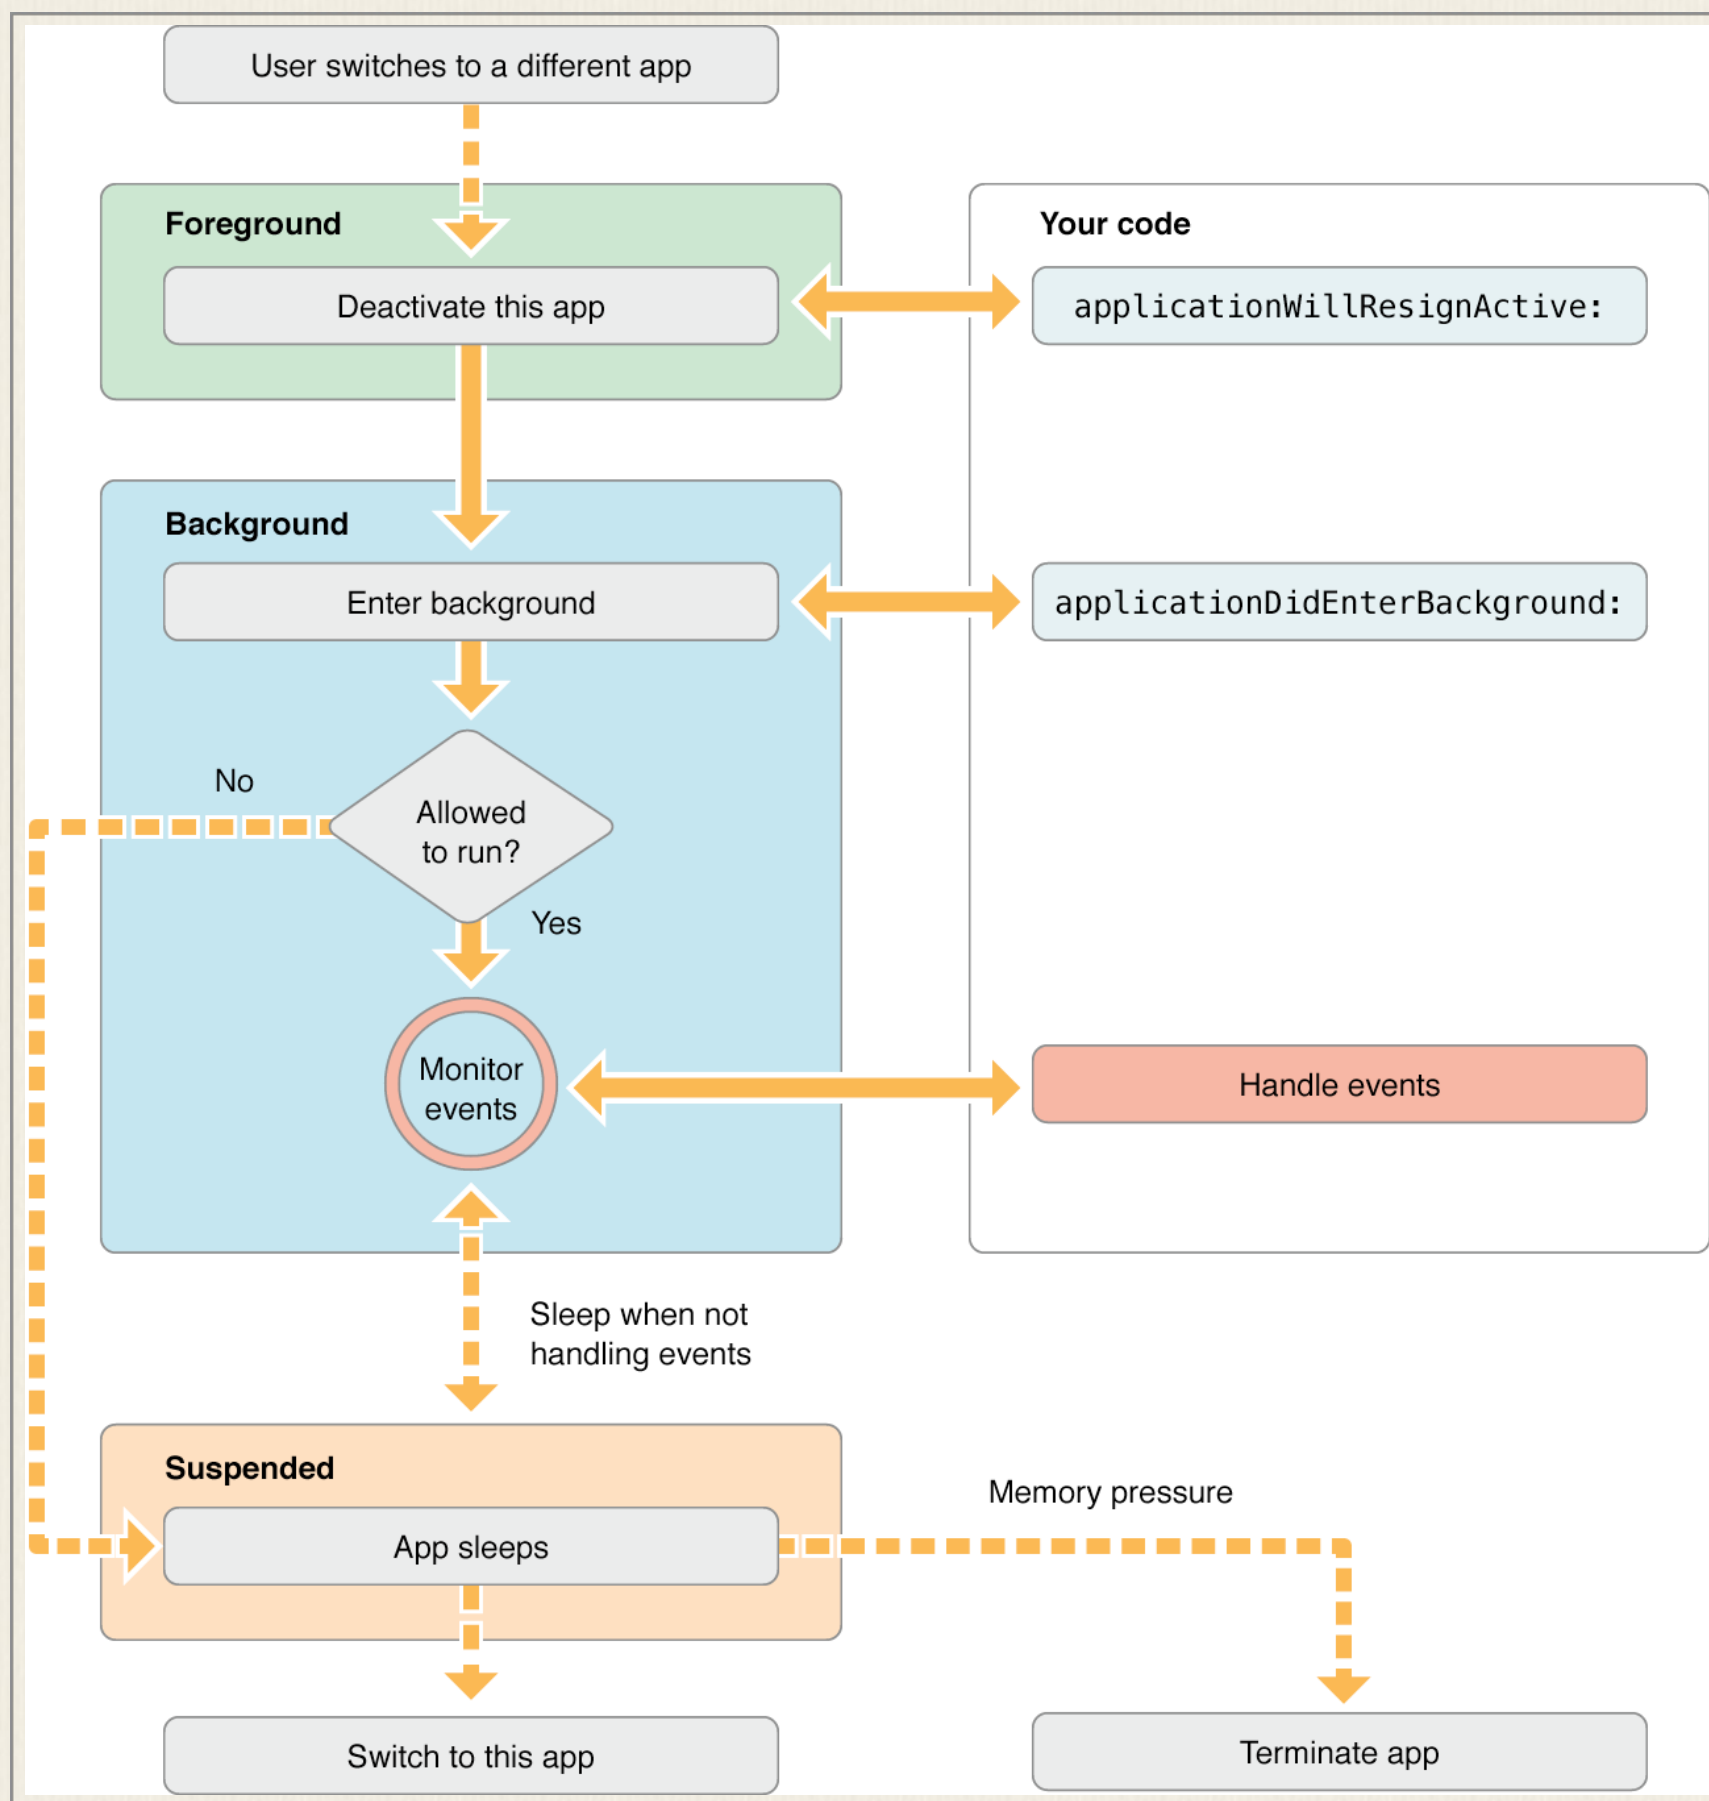 User switches to a different app
Foreground
Your code
Deactivate this app
applicationWillResignActive:
Background
Enter background
applicationDidEnterBackground:
No
Allowed
to run?
Yes
Monitor
events
Handle events
Sleep when not
handling events
Suspended
Memory pressure
App sleeps
Switch to this app
Terminate app